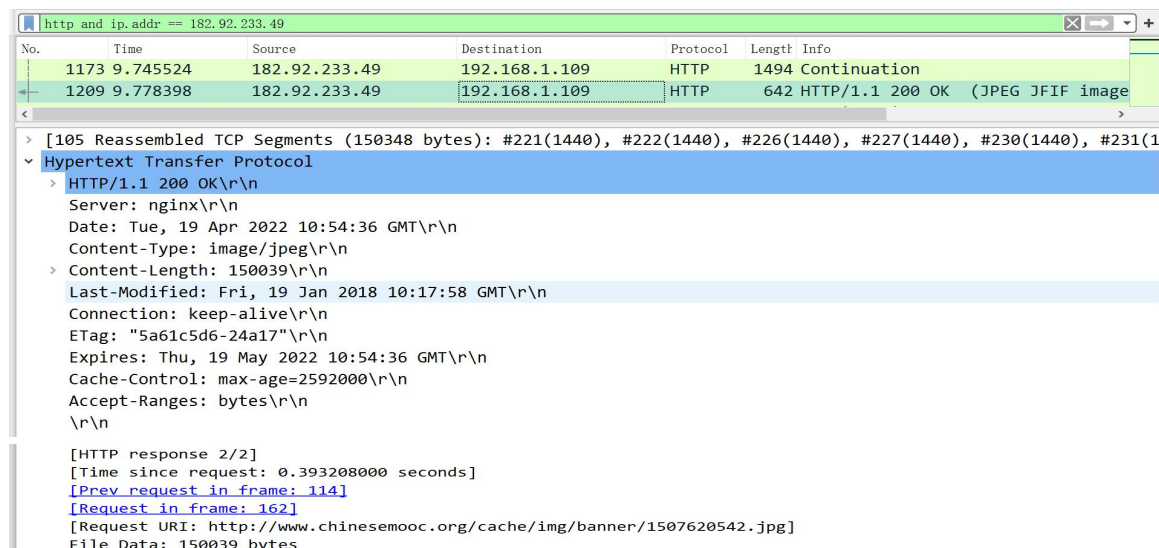 http and ip.addr == 182.92.233.49
No. Time Source Destination Protocol Length Info
1173 9.745524 182.92.233.49 192.168.1.109 HTTP 1494 Continuation
1209 9.778398 182.92.233.49 192.168.1.109 HTTP 642 HTTP/1.1 200 OK (JPEG JFIF image
[105 Reassembled TCP Segments (150348 bytes): #221(1440), #222(1440), #226(1440), #227(1440), #230(1440), #231(1
Hypertext Transfer Protocol
HTTP/1.1 200 OK\r\n
Server: nginx\r\n
Date: Tue, 19 Apr 2022 10:54:36 GMT\r\n
Content-Type: image/jpeg\r\n
Content-Length: 150039\r\n
Last-Modified: Fri, 19 Jan 2018 10:17:58 GMT\r\n
Connection: keep-alive\r\n
ETag: "5a61c5d6-24a17"\r\n
Expires: Thu, 19 May 2022 10:54:36 GMT\r\n
Cache-Control: max-age=2592000\r\n
Accept-Ranges: bytes\r\n
\r\n
[HTTP response 2/2]
[Time since request: 0.393208000 seconds]
[Prev request in frame: 114]
[Request in frame: 162]
[Request URI: http://www.chinesemooc.org/cache/img/banner/1507620542.jpg]
File Data: 150039 bytes